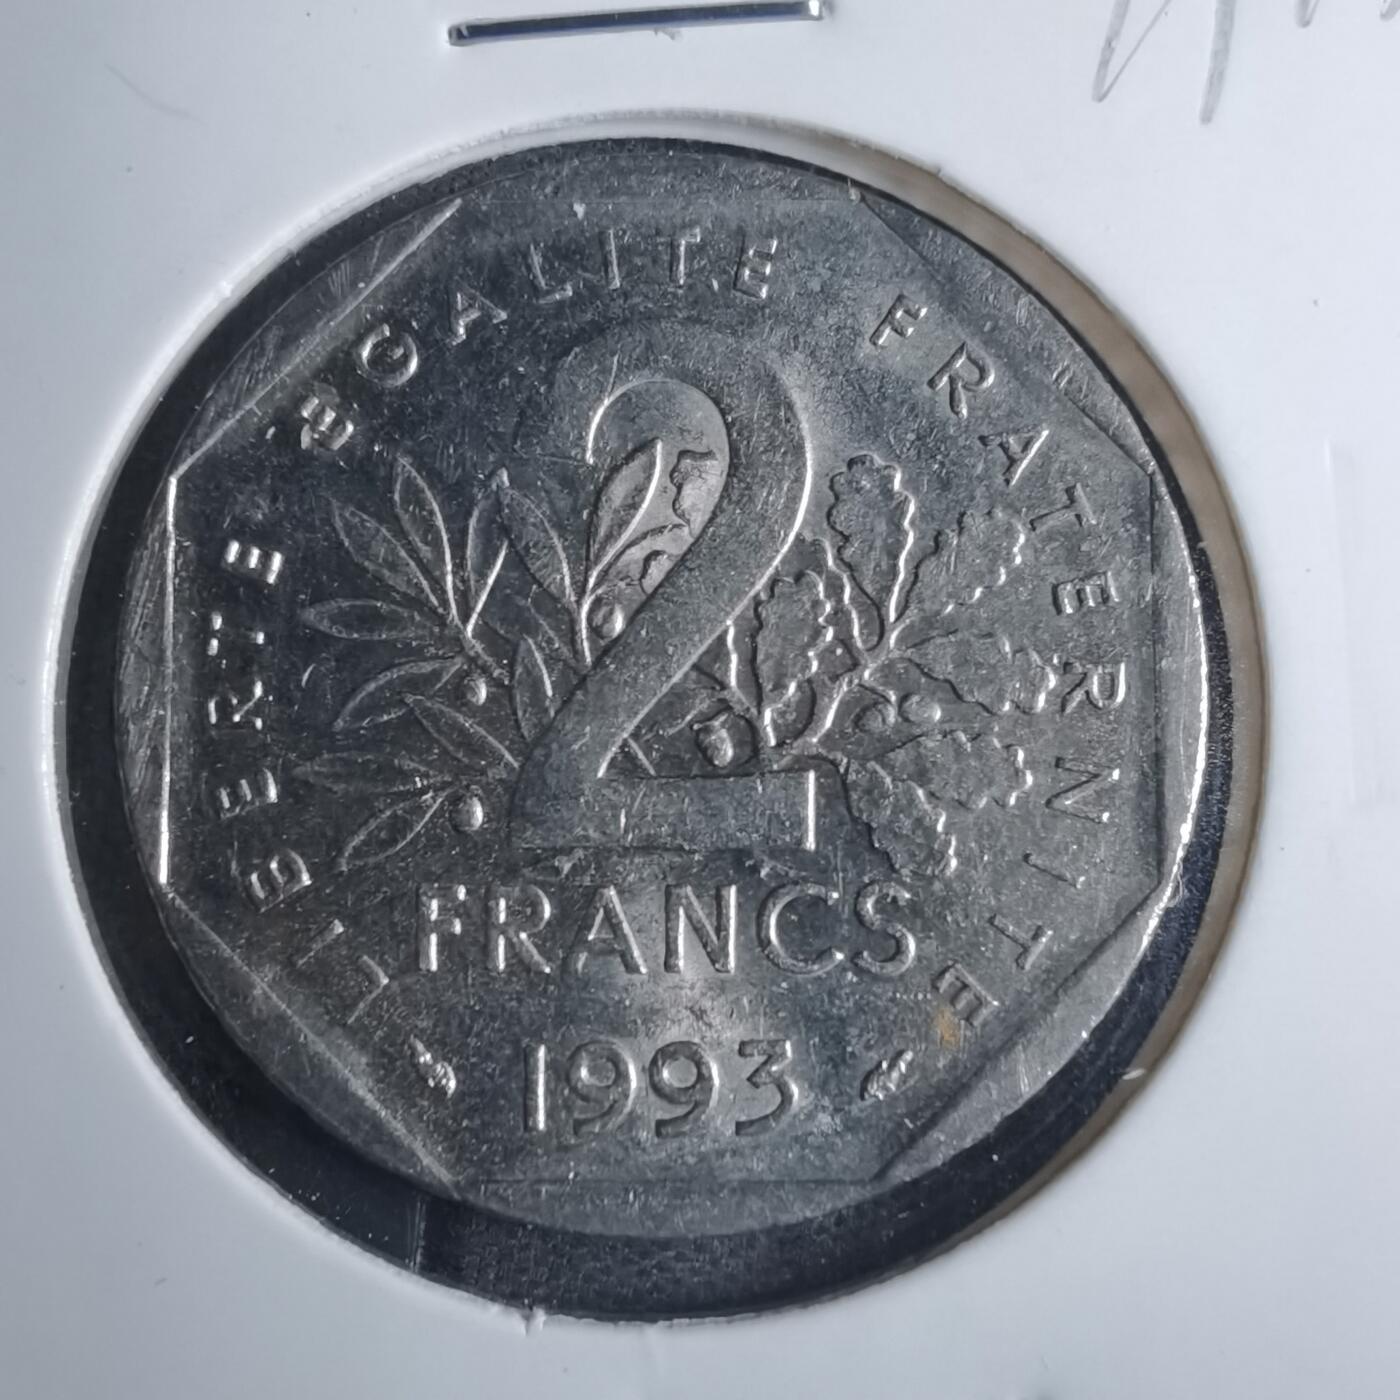 LIBERTE EGALITE FRATERNITE
2
FRANCS
1993